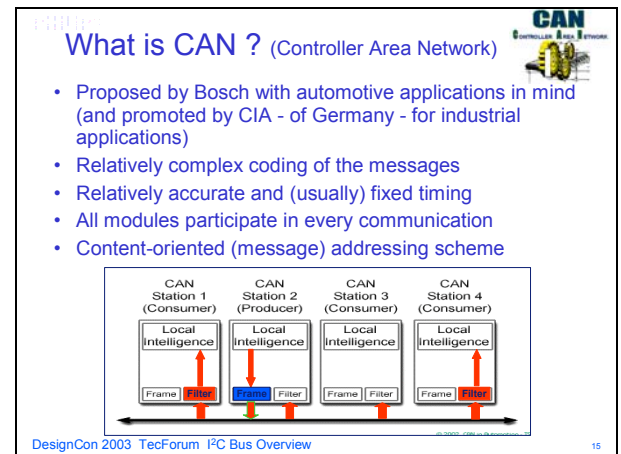 CAN
CONTROLLER AREA NETWORK
What is CAN ? (Controller Area Network)
• Proposed by Bosch with automotive applications in mind
(and promoted by CIA - of Germany - for industrial
applications)
• Relatively complex coding of the messages
• Relatively accurate and (usually) fixed timing
• All modules participate in every communication
• Content-oriented (message) addressing scheme
CAN Station 1 (Consumer)
CAN Station 2 (Producer)
CAN Station 3 (Consumer)
CAN Station 4 (Consumer)
Local Intelligence
Local Intelligence
Local Intelligence
Local Intelligence
Frame Filter
Frame Filter
Frame Filter
Frame Filter
DesignCon 2003 TecForum I²C Bus Overview
15